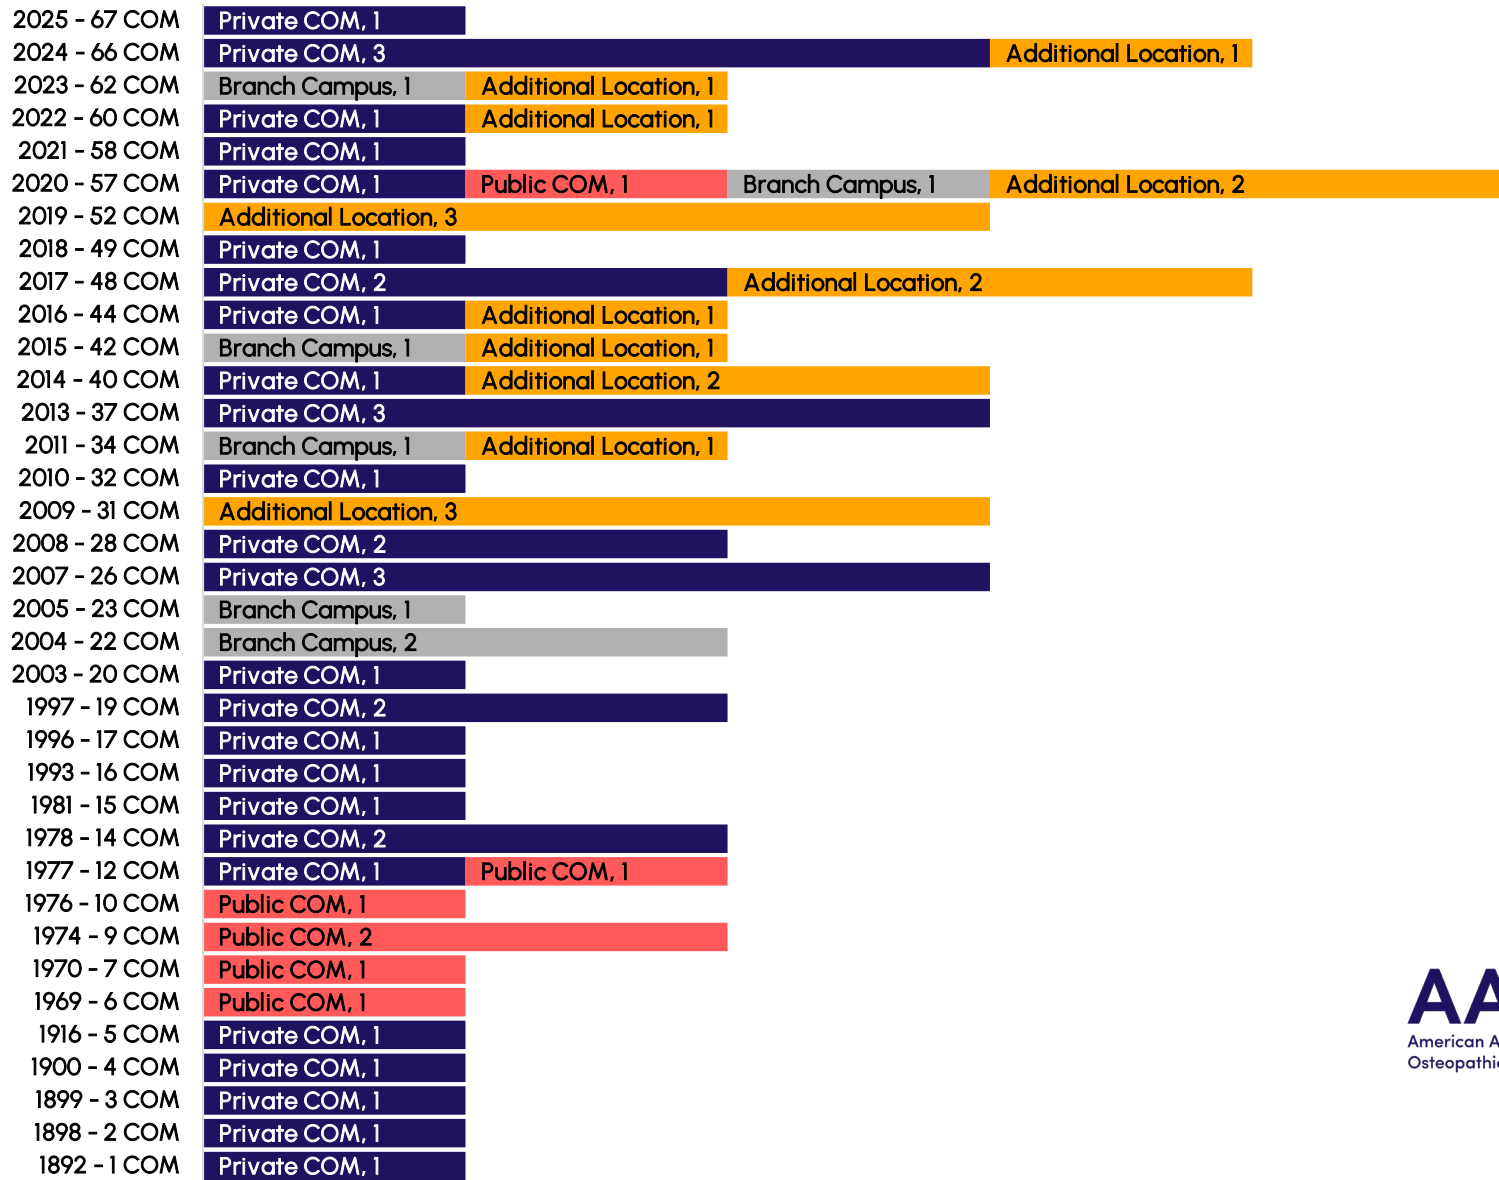 2025 - 67 COM Private COM, 1
2024 - 66 COM Private COM, 3 Additional Location, 1
2023 - 62 COM Branch Campus, 1 Additional Location, 1
2022 - 60 COM Private COM, 1 Additional Location, 1
2021 - 58 COM Private COM, 1
2020 - 57 COM Private COM, 1 Public COM, 1 Branch Campus, 1 Additional Location, 2
2019 - 52 COM Additional Location, 3
2018 - 49 COM Private COM, 1
2017 - 48 COM Private COM, 2 Additional Location, 2
2016 - 44 COM Private COM, 1 Additional Location, 1
2015 - 42 COM Branch Campus, 1 Additional Location, 1
2014 - 40 COM Private COM, 1 Additional Location, 2
2013 - 37 COM Private COM, 3
2011 - 34 COM Branch Campus, 1 Additional Location, 1
2010 - 32 COM Private COM, 1
2009 - 31 COM Additional Location, 3
2008 - 28 COM Private COM, 2
2007 - 26 COM Private COM, 3
2005 - 23 COM Branch Campus, 1
2004 - 22 COM Branch Campus, 2
2003 - 20 COM Private COM, 1
1997 - 19 COM Private COM, 2
1996 - 17 COM Private COM, 1
1993 - 16 COM Private COM, 1
1981 - 15 COM Private COM, 1
1978 - 14 COM Private COM, 2
1977 - 12 COM Private COM, 1 Public COM, 1
1976 - 10 COM Public COM, 1
1974 - 9 COM Public COM, 2
1970 - 7 COM Public COM, 1
1969 - 6 COM Public COM, 1
1916 - 5 COM Private COM, 1
1900 - 4 COM Private COM, 1
1899 - 3 COM Private COM, 1
1898 - 2 COM Private COM, 1
1892 - 1 COM Private COM, 1
AA
American A
Osteopathi